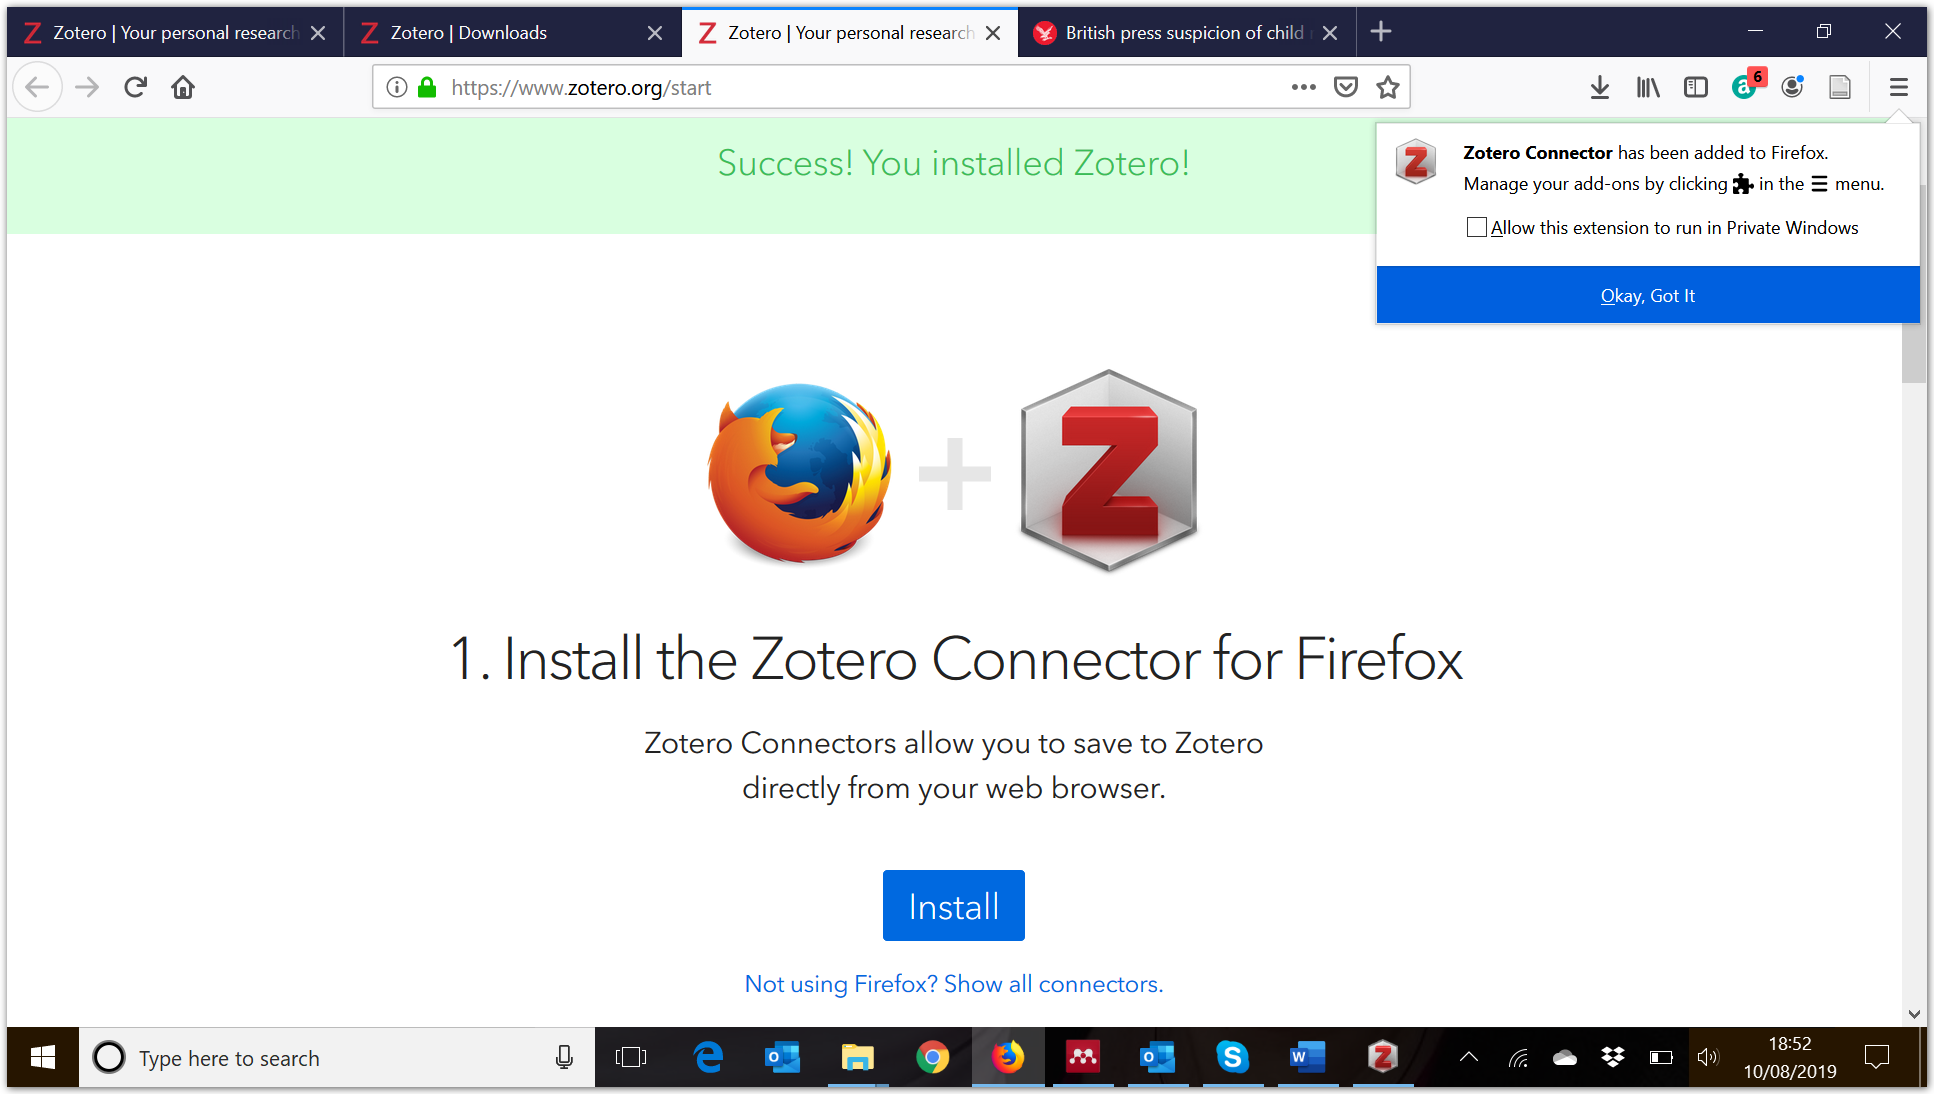 Zotero | Your personal research
Zotero | Downloads
Zotero | Your personal research
British press suspicion of child
https://www.zotero.org/start
6
Success! You installed Zotero!
Zotero Connector has been added to Firefox.
Manage your add-ons by clicking in the menu.
Allow this extension to run in Private Windows
Okay, Got It
1. Install the Zotero Connector for Firefox
Zotero Connectors allow you to save to Zotero
directly from your web browser.
Install
Not using Firefox? Show all connectors.
Type here to search
18:52
10/08/2019